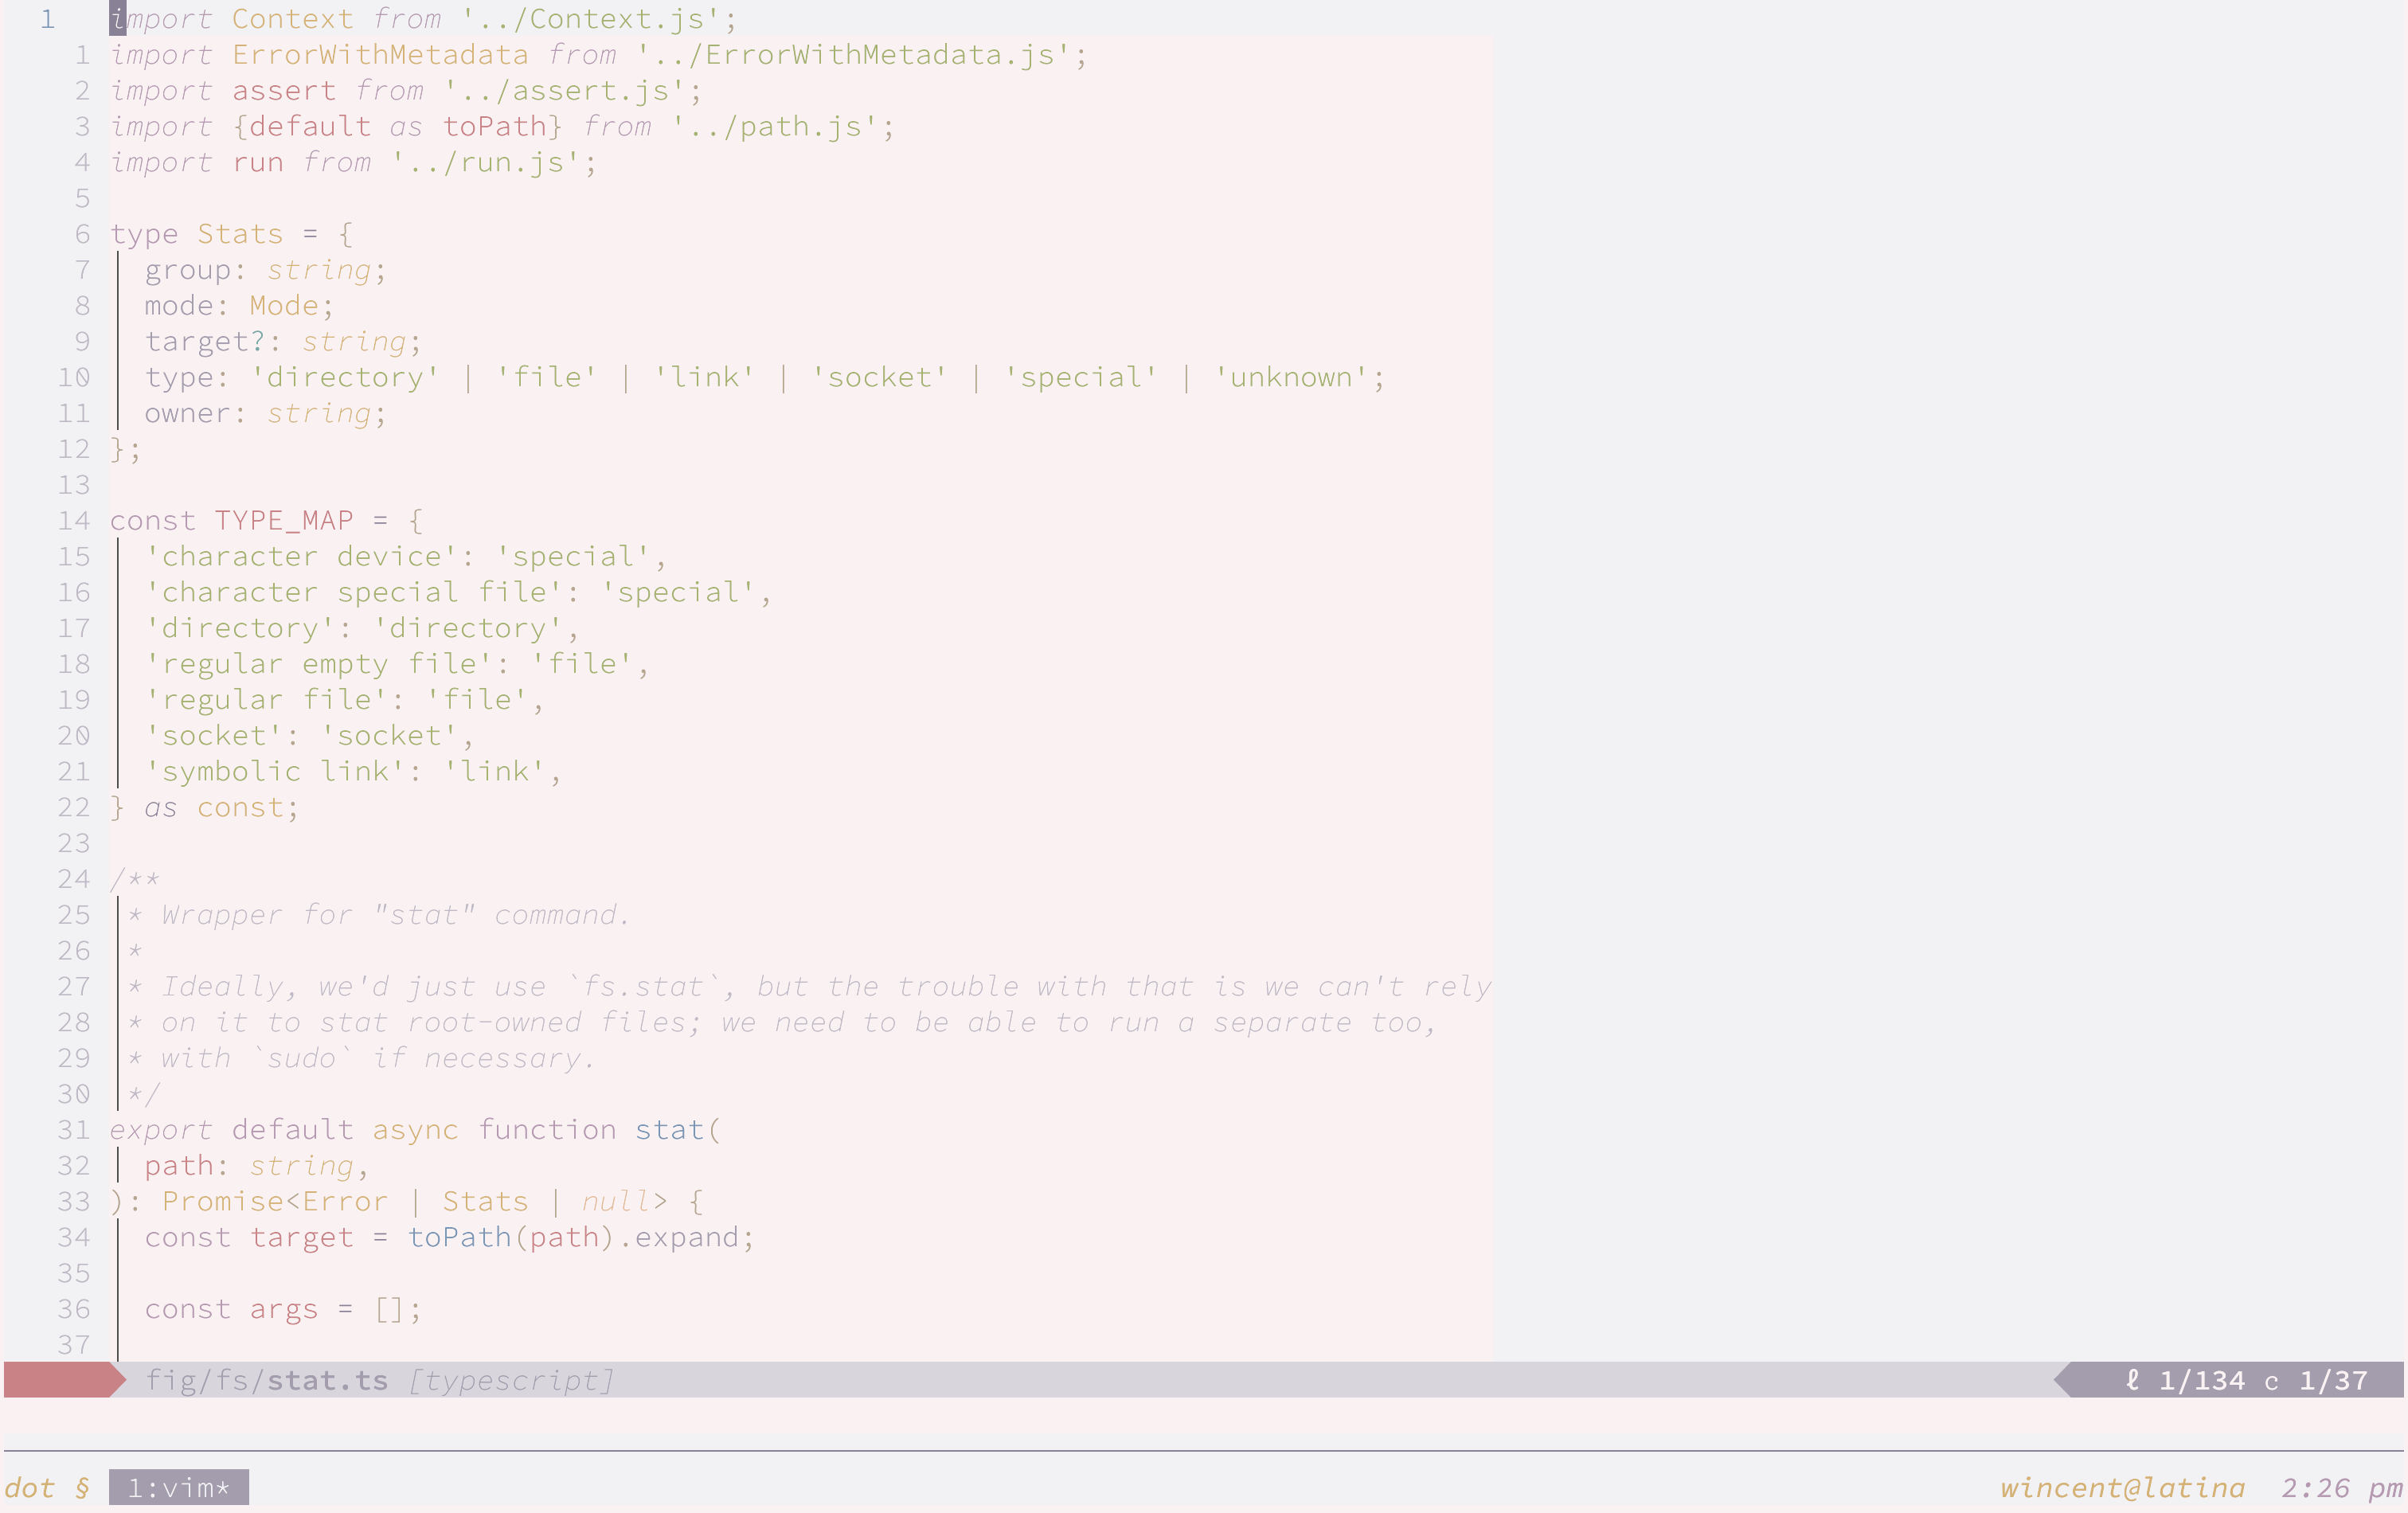 1 import Context from '../Context.js';
1 import ErrorWithMetadata from '../ErrorWithMetadata.js';
2 import assert from '../assert.js';
3 import {default as toPath} from '../path.js';
4 import run from '../run.js';
5
6 type Stats = {
7   group: string;
8   mode: Mode;
9   target?: string;
10   type: 'directory' | 'file' | 'link' | 'socket' | 'special' | 'unknown';
11   owner: string;
12 };
13
14 const TYPE_MAP = {
15   'character device': 'special',
16   'character special file': 'special',
17   'directory': 'directory',
18   'regular empty file': 'file',
19   'regular file': 'file',
20   'socket': 'socket',
21   'symbolic link': 'link',
22 } as const;
23
24 /**
25  * Wrapper for "stat" command.
26  *
27  * Ideally, we'd just use `fs.stat`, but the trouble with that is we can't rely
28  * on it to stat root-owned files; we need to be able to run a separate too,
29  * with `sudo` if necessary.
30  */
31 export default async function stat(
32   path: string,
33 ): Promise<Error | Stats | null> {
34   const target = toPath(path).expand;
35
36   const args = [];
37
fig/fs/stat.ts [typescript] ℓ 1/134 c 1/37
dot § 1:vim* wincent@latina 2:26 pm